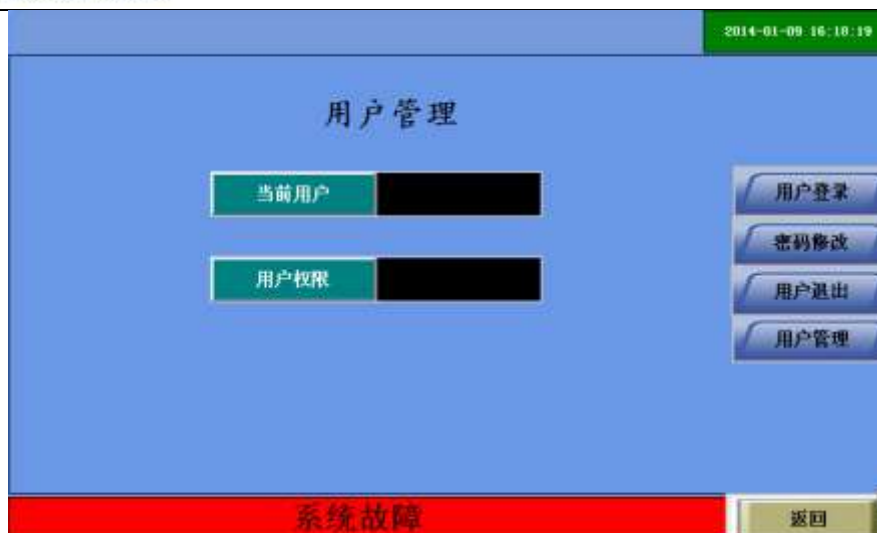 2014-01-09 16:18:19
用户管理
当前用户
用户权限
用户登录
密码修改
用户退出
用户管理
系统故障
返回